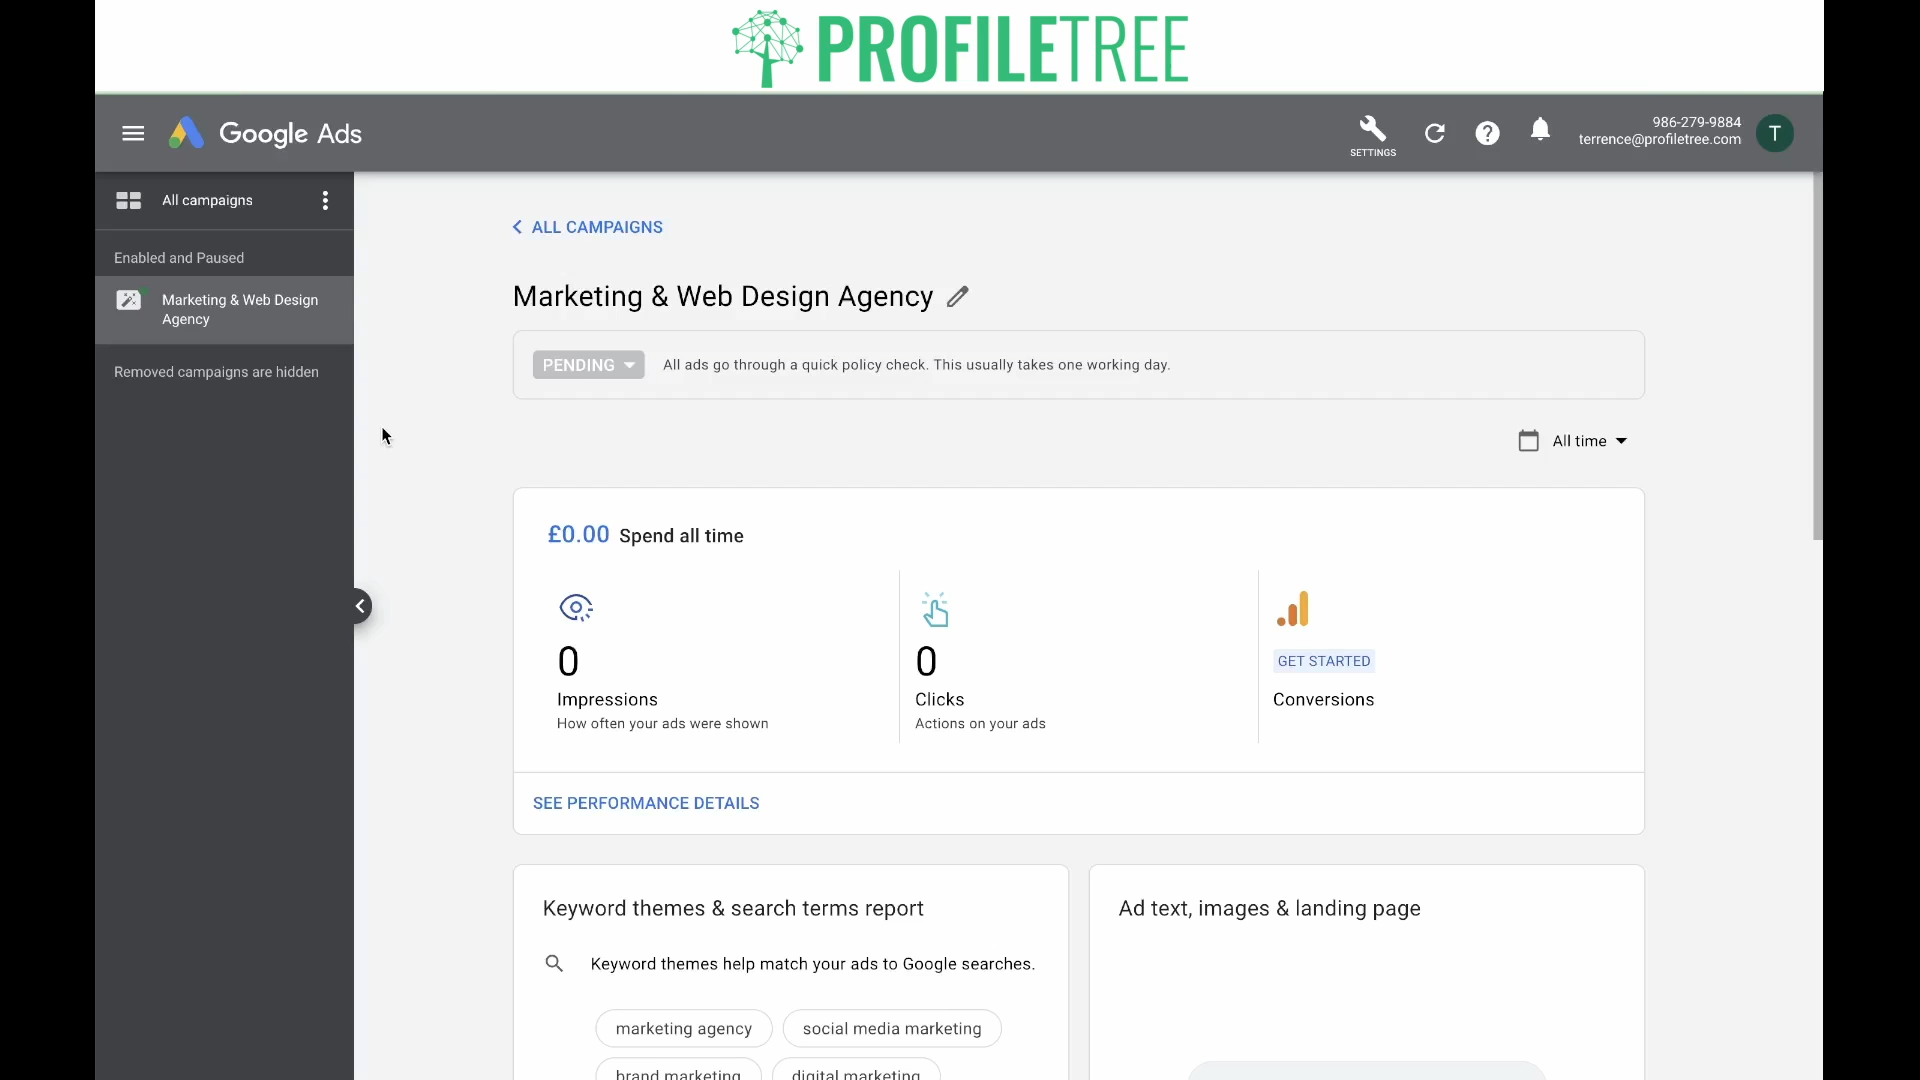 PROFILETREE
Google Ads
SETTINGS
986-279-9884
terrence@profiletree.com
T
All campaigns
Enabled and Paused
Marketing & Web Design
Agency
Removed campaigns are hidden
ALL CAMPAIGNS
Marketing & Web Design Agency
PENDING
All ads go through a quick policy check. This usually takes one working day.
All time
£0.00 Spend all time
0
Impressions
How often your ads were shown
0
Clicks
Actions on your ads
GET STARTED
Conversions
SEE PERFORMANCE DETAILS
Keyword themes & search terms report
Keyword themes help match your ads to Google searches.
marketing agency
social media marketing
brand marketing
digital marketing
Ad text, images & landing page